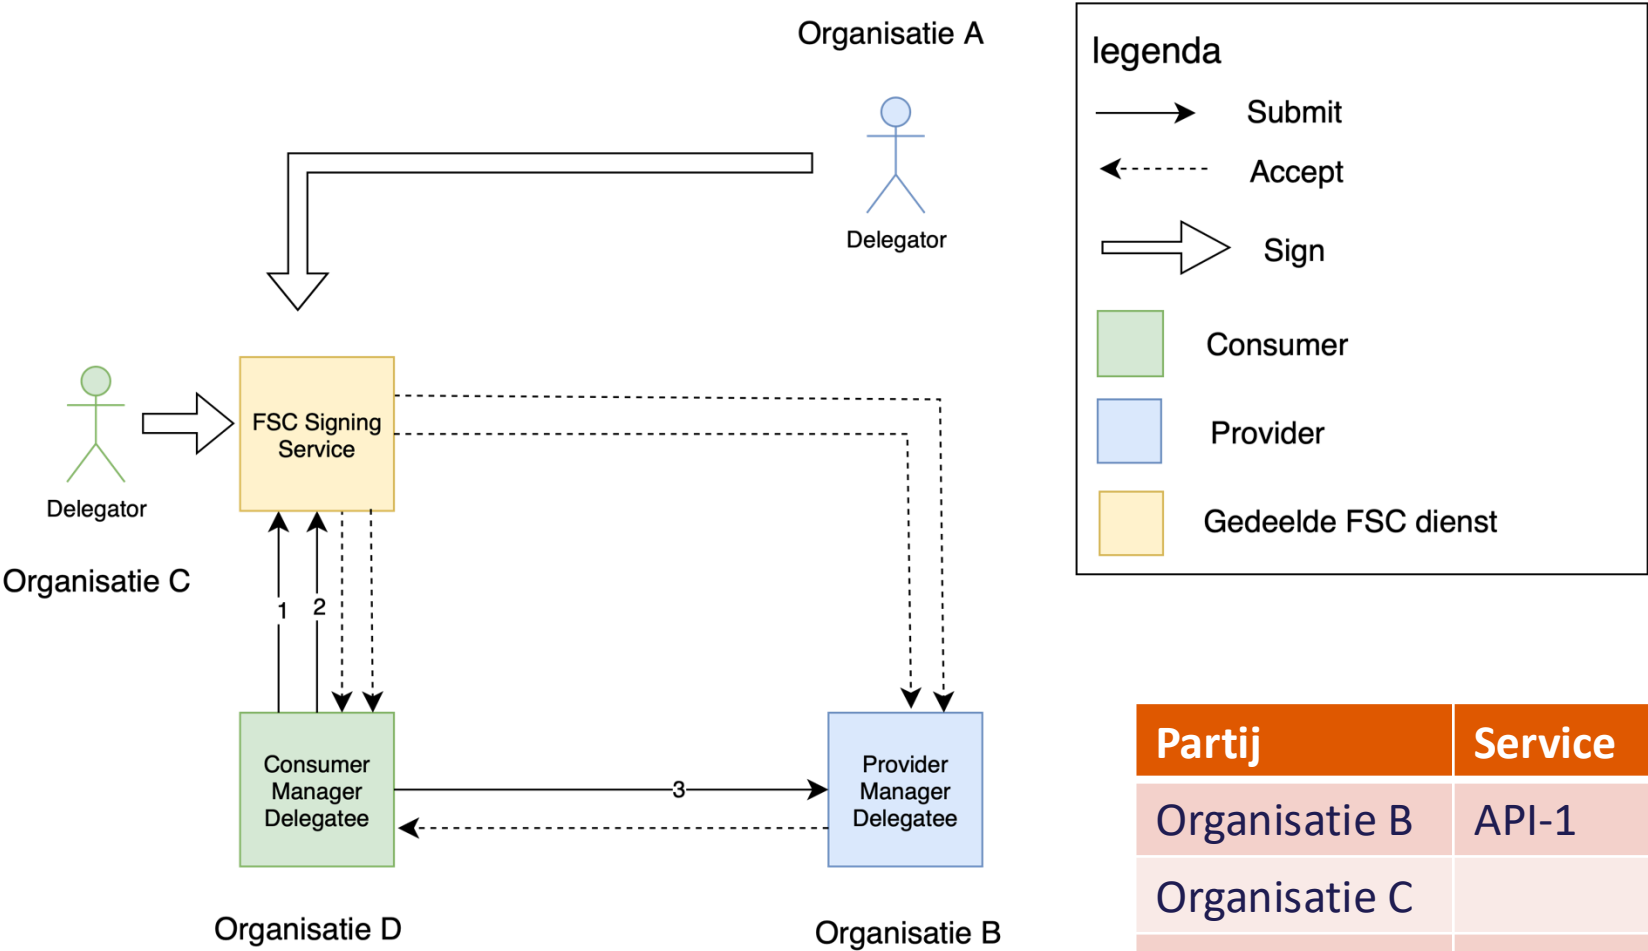 Organisatie A
Delegator
legenda
Submit
Accept
Sign
Consumer
Provider
Gedeelde FSC dienst
FSC Signing
Service
Delegator
Organisatie C
1
2
Consumer
Manager
Delegatee
3
Provider
Manager
Delegatee
Organisatie D
Organisatie B
Partij Service
Organisatie B API-1
Organisatie C